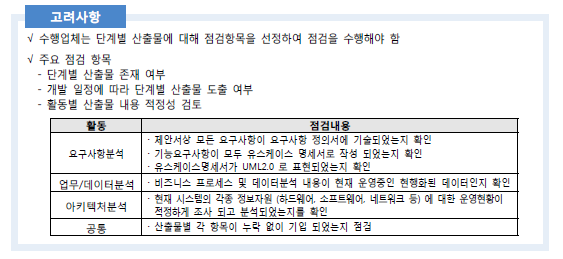 고려사항
√ 수행업체는 단계별 산출물에 대해 점검항목을 선정하여 점검을 수행해야 함
√ 주요 점검 항목
- 단계별 산출물 존재 여부
- 개발 일정에 따라 단계별 산출물 도출 여부
- 활동별 산출물 내용 적정성 검토
활동 점검내용
요구사항분석
· 제안서상 모든 요구사항이 요구사항 정의서에 기술되었는지 확인
· 기능요구사항이 모두 유스케이스 명세서로 작성 되었는지 확인
· 유스케이스명세서가 UML2.0 로 표현되었는지 확인
업무/데이터분석 · 비즈니스 프로세스 및 데이터분석 내용이 현재 운영중인 현행화된 데이터인지 확인
아키텍처분석
· 현재 시스템의 각종 정보자원 (하드웨어, 소프트웨어, 네트워크 등) 에 대한 운영현황이
적정하게 조사 되고 분석되었는지를 확인
공통 · 산출물별 각 항목이 누락 없이 기입 되었는지 점검